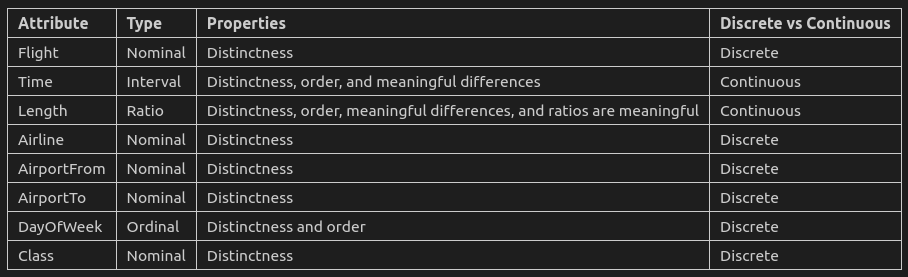 Attribute Type Properties Discrete vs Continuous
Flight Nominal Distinctness Discrete
Time Interval Distinctness, order, and meaningful differences Continuous
Length Ratio Distinctness, order, meaningful differences, and ratios are meaningful Continuous
Airline Nominal Distinctness Discrete
AirportFrom Nominal Distinctness Discrete
AirportTo Nominal Distinctness Discrete
DayOfWeek Ordinal Distinctness and order Discrete
Class Nominal Distinctness Discrete